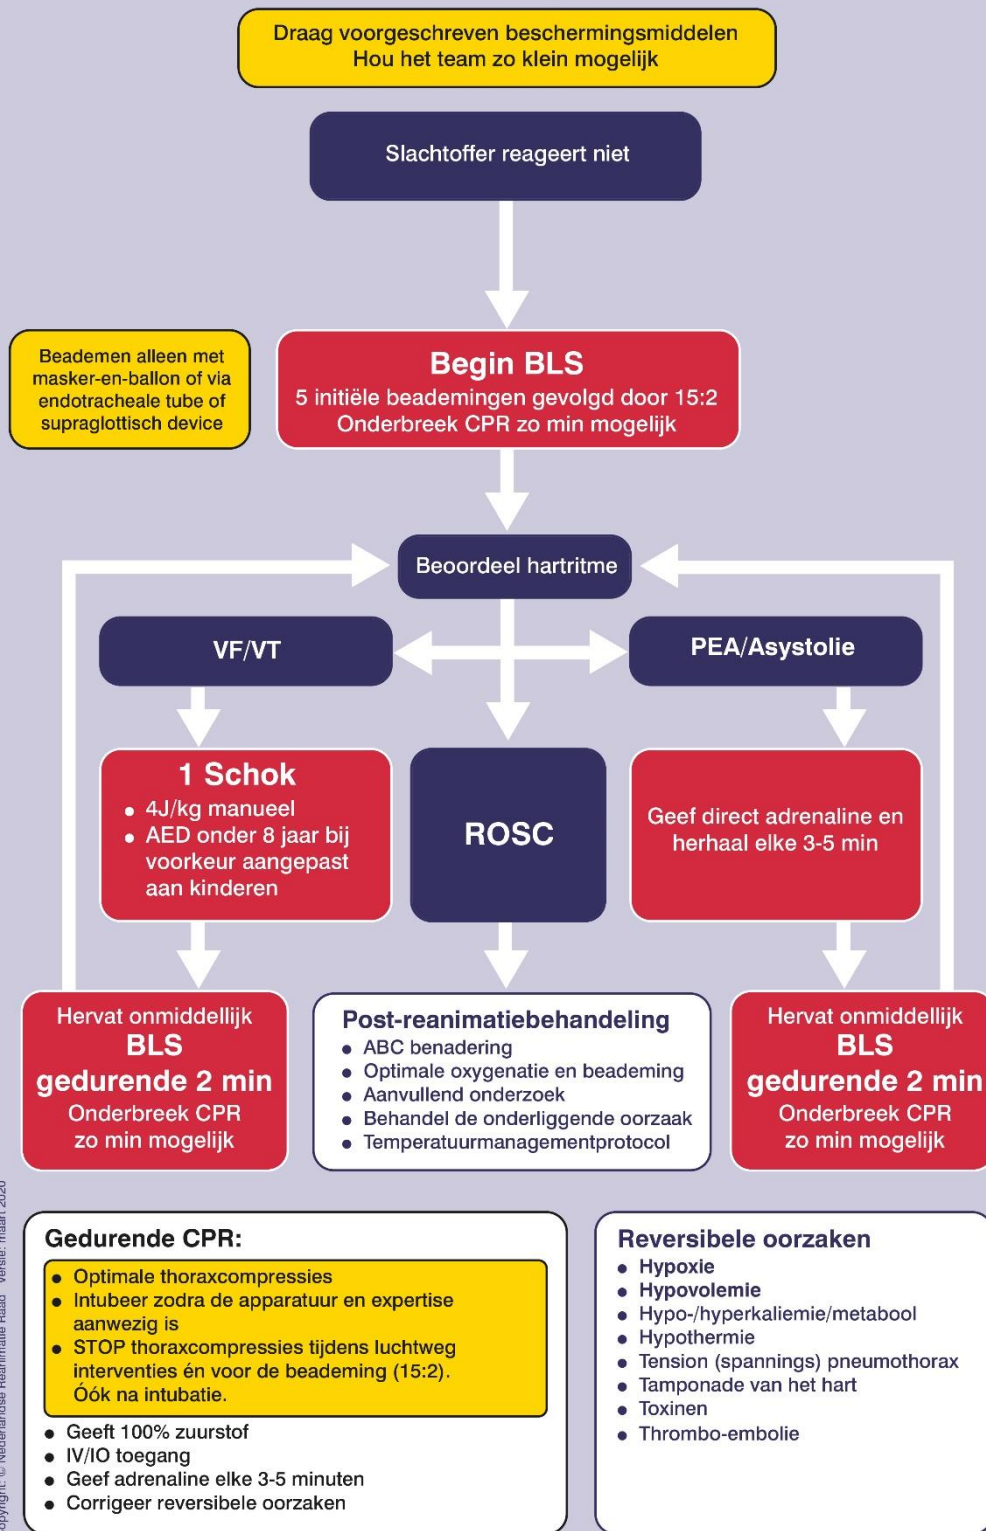 Draag voorgeschreven beschermingsmiddelen
Hou het team zo klein mogelijk
Slachtoffer reageert niet
Beademen alleen met
masker-en-ballon of via
endotracheale tube of
supraglottisch device
Begin BLS
5 initiële beademingen gevolgd door 15:2
Onderbreek CPR zo min mogelijk
Beoordeel hartritme
VF/VT
PEA/Asystolie
1 Schok
• 4J/kg manueel
• AED onder 8 jaar bij
voorkeur aangepast
aan kinderen
ROSC
Geef direct adrenaline en
herhaal elke 3-5 min
Hervat onmiddellijk
BLS
gedurende 2 min
Onderbreek CPR
zo min mogelijk
Post-reanimatiebehandeling
• ABC benadering
• Optimale oxygenatie en beademing
• Aanvullend onderzoek
• Behandel de onderliggende oorzaak
• Temperatuurmanagementprotocol
Hervat onmiddellijk
BLS
gedurende 2 min
Onderbreek CPR
zo min mogelijk
Gedurende CPR:
• Optimale thoraxcompressies
• Intubeer zodra de apparatuur en expertise
aanwezig is
• STOP thoraxcompressies tijdens luchtweg
interventies én voor de beademing (15:2).
Óók na intubatie.
• Geeft 100% zuurstof
• IV/IO toegang
• Geef adrenaline elke 3-5 minuten
• Corrigeer reversibele oorzaken
Reversibele oorzaken
• Hypoxie
• Hypovolemie
• Hypo-/hyperkaliemie/metabool
• Hypothermie
• Tension (spannings) pneumothorax
• Tamponade van het hart
• Toxinen
• Thrombo-embolie
© Nederlandse Reanimatie Raad versie: maart 2020